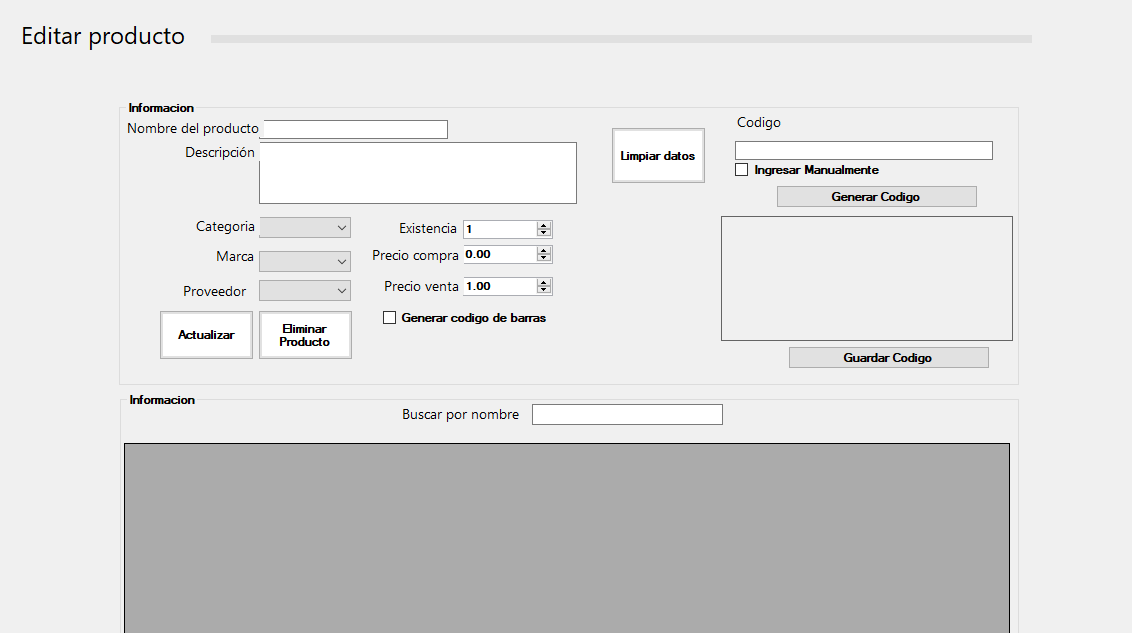 Editar producto
Informacion
Nombre del producto
Descripción
Limpiar datos
Codigo
Ingresar Manualmente
Generar Codigo
Categoria
Existencia 1
Marca
Precio compra 0.00
Proveedor
Precio venta 1.00
Generar codigo de barras
Actualizar
Eliminar
Producto
Guardar Codigo
Informacion
Buscar por nombre